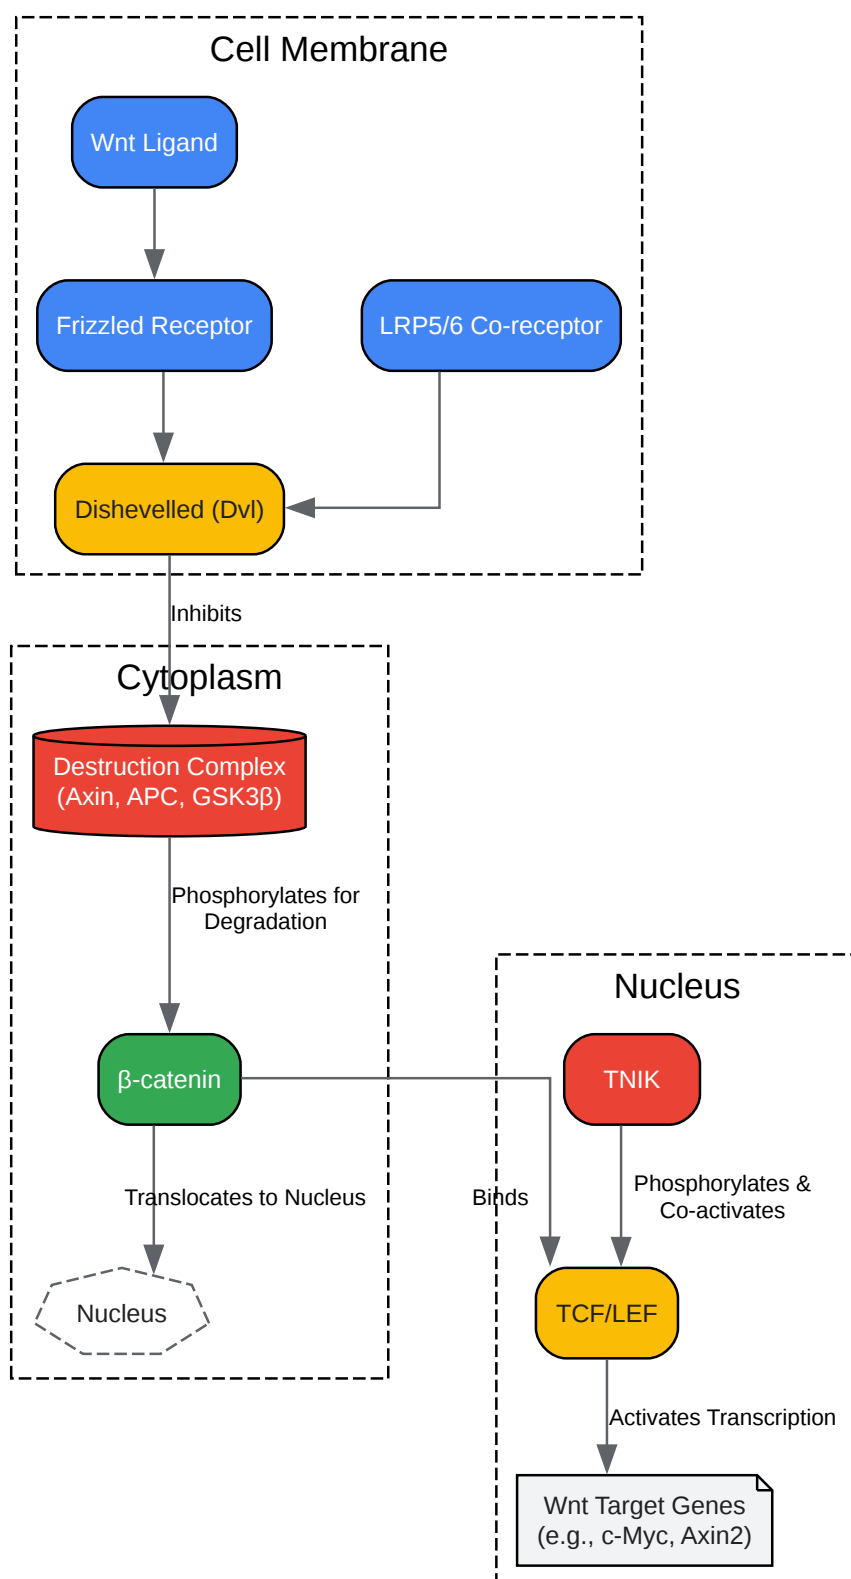 Cell Membrane
Wnt Ligand
Frizzled Receptor
LRP5/6 Co-receptor
Dishevelled (Dvl)
Inhibits
Cytoplasm
Destruction Complex
(Axin, APC, GSK3β)
Phosphorylates for
Degradation
Nucleus
β-catenin
TNIK
Translocates to Nucleus
Binds
Phosphorylates &
Co-activates
Nucleus
TCF/LEF
Activates Transcription
Wnt Target Genes
(e.g., c-Myc, Axin2)